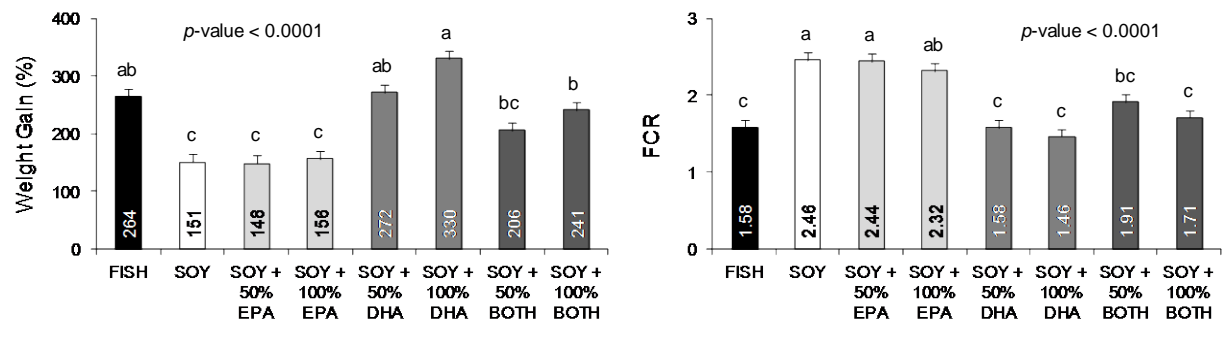 400
300
200
100
0
Weight Gain (%)
p-value < 0.0001
ab
c
c
c
ab
a
bc
b
264
151
148
156
272
330
206
241
FISH
SOY
SOY +
50%
EPA
SOY +
100%
EPA
SOY +
50%
DHA
SOY +
100%
DHA
SOY +
50%
BOTH
SOY +
100%
BOTH
3
2
1
0
FCR
p-value < 0.0001
c
a
a
ab
c
c
bc
c
1.58
2.46
2.44
2.32
1.58
1.46
1.91
1.71
FISH
SOY
SOY +
50%
EPA
SOY +
100%
EPA
SOY +
50%
DHA
SOY +
100%
DHA
SOY +
50%
BOTH
SOY +
100%
BOTH